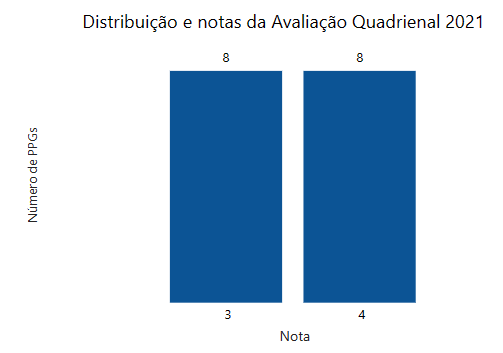 Distribuição e notas da Avaliação Quadrienal 2021
8 8
Número de PPGs
3 4
Nota